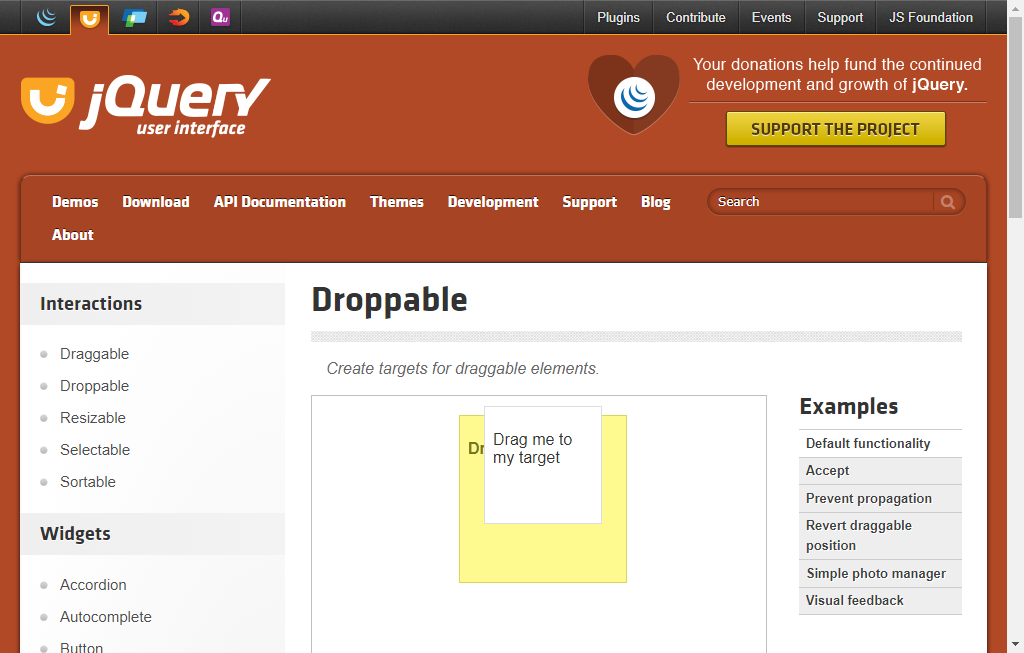 Plugins
Contribute
Events
Support
JS Foundation
Qu
jQuery
user interface
Your donations help fund the continued
development and growth of jQuery.
SUPPORT THE PROJECT
Demos
Download
API Documentation
Themes
Development
Support
Blog
Search
About
Interactions
Draggable
Droppable
Resizable
Selectable
Sortable
Widgets
Accordion
Autocomplete
Button
Droppable
Create targets for draggable elements.
Drag me to
my target
Examples
Default functionality
Accept
Prevent propagation
Revert draggable
position
Simple photo manager
Visual feedback